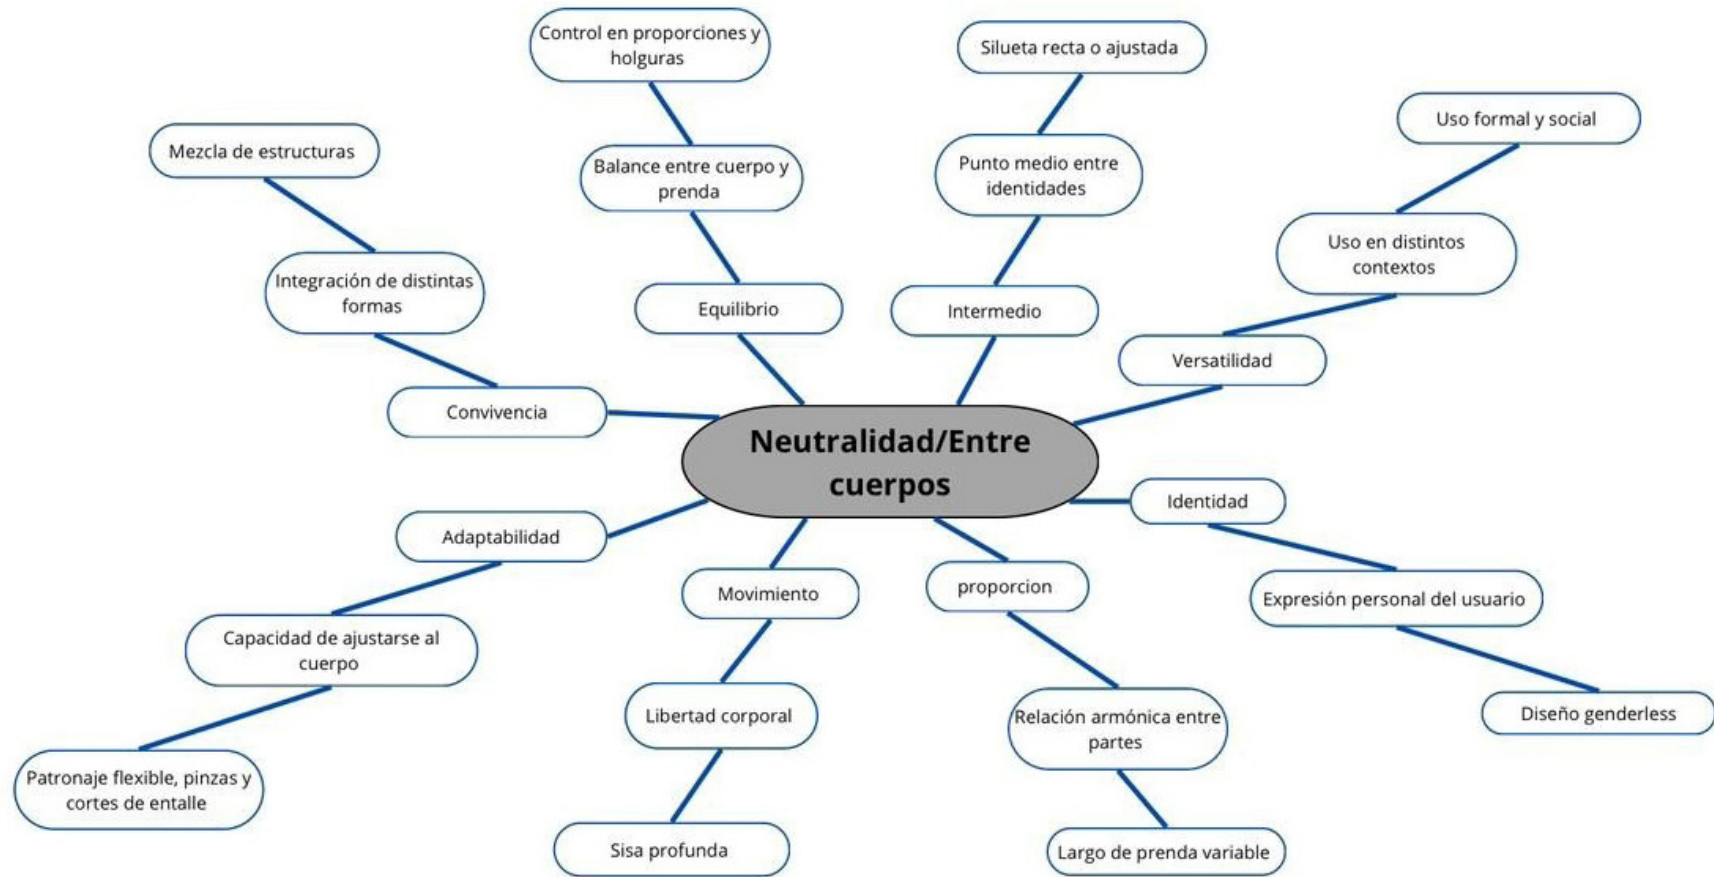 Control en proporciones y
holguras
Silueta recta o ajustada
Uso formal y social
Mezcla de estructuras
Balance entre cuerpo y
prenda
Punto medio entre
identidades
Uso en distintos
contextos
Integración de distintas
formas
Equilibrio
Intermedio
Versatilidad
Convivencia
Neutralidad/Entre
cuerpos
Identidad
Adaptabilidad
Movimiento
proporcion
Expresión personal del usuario
Capacidad de ajustarse al
cuerpo
Libertad corporal
Relación armónica entre
partes
Diseño genderless
Patronaje flexible, pinzas y
cortes de entalle
Sisa profunda
Largo de prenda variable